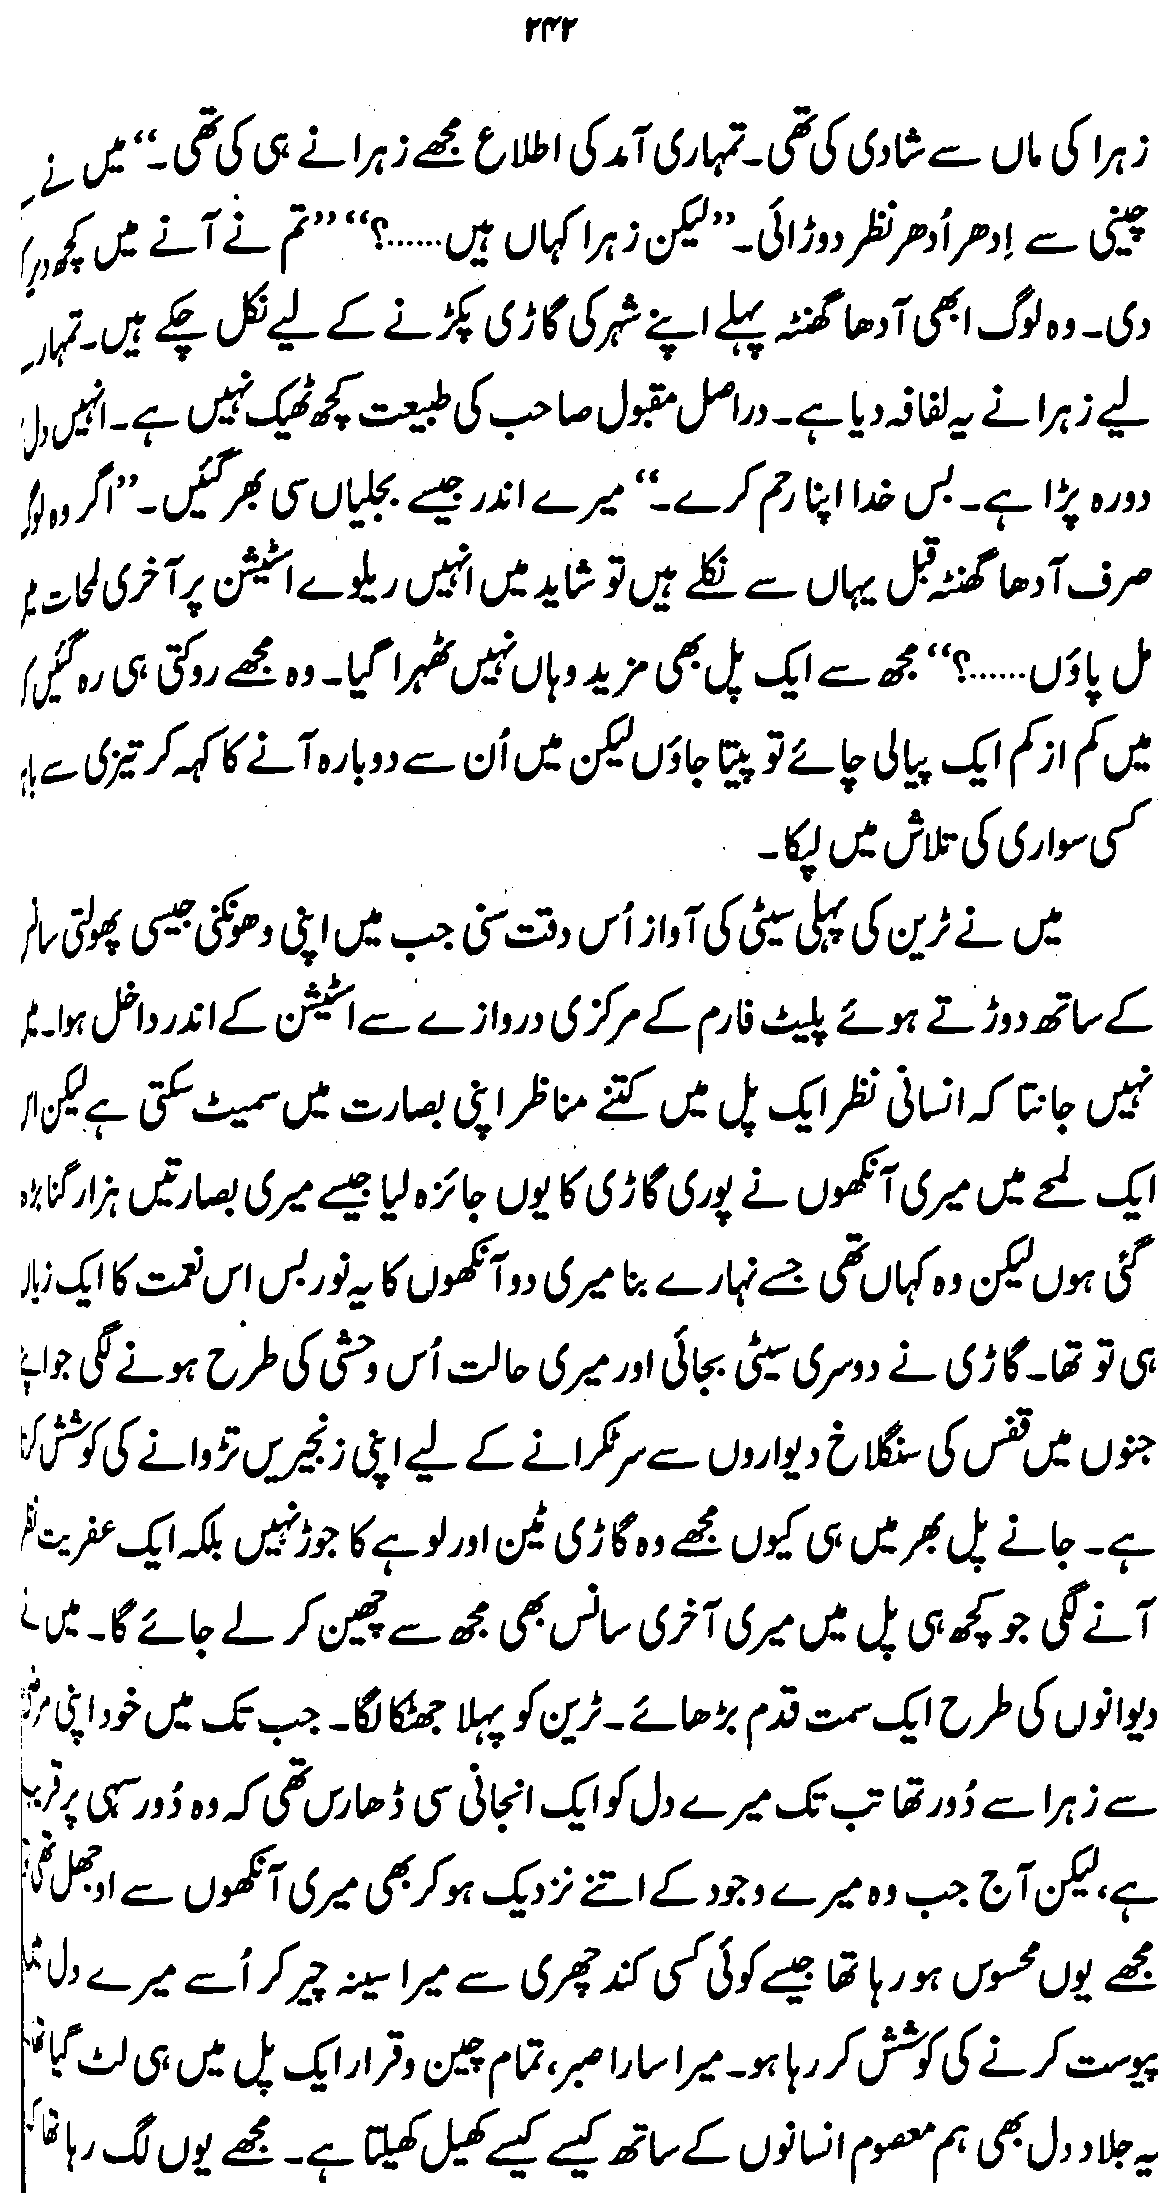 ۲۴۲
زہرا کی ماں سے شادی کی تھی۔ تمہاری آمد کی اطلاع مجھے زہرا نے ہی کی تھی۔“ میں نے
چینی سے اِدھر اُدھر نظر دوڑائی۔ ”لیکن زہرا کہاں ہیں......؟“ ”تم نے آنے میں کچھ دیر
دی۔ وہ لوگ ابھی آدھا گھنٹہ پہلے اپنے شہر کی گاڑی پکڑنے کے لیے نکل چکے ہیں۔ تمہارے
لیے زہرا نے یہ لفافہ دیا ہے۔ دراصل مقبول صاحب کی طبیعت کچھ ٹھیک نہیں ہے۔ انہیں دل
دورہ پڑا ہے۔ بس خدا اپنا رحم کرے۔“ میرے اندر جیسے بجلیاں سی بھر گئیں۔ ”اگر وہ لوگ
صرف آدھا گھنٹہ قبل یہاں سے نکلے ہیں تو شاید میں انہیں ریلوے اسٹیشن پر آخری لمحات
مل پاؤں......؟“ مجھ سے ایک پل بھی مزید وہاں نہیں ٹھہرا گیا۔ وہ مجھے روکتی ہی رہ گئیں
میں کم از کم ایک پیالی چائے تو پیتا جاؤں لیکن میں اُن سے دوبارہ آنے کا کہہ کر تیزی سے
کسی سواری کی تلاش میں لپکا۔
میں نے ٹرین کی پہلی سیٹی کی آواز اُس وقت سنی جب میں اپنی دھونکنی جیسی پھولتی
کے ساتھ دوڑتے ہوئے پلیٹ فارم کے مرکزی دروازے سے اسٹیشن کے اندر داخل ہوا۔
نہیں جانتا کہ انسانی نظر ایک پل میں کتنے مناظر اپنی بصارت میں سمیٹ سکتی ہے لیکن
ایک لمحے میں میری آنکھوں نے پوری گاڑی کا یوں جائزہ لیا جیسے میری بصارتیں ہزار گنا بڑھ
گئی ہوں لیکن وہ کہاں تھی جسے نہارے بنا میری دو آنکھوں کا یہ نور بس اس نعمت کا ایک
ہی تو تھا۔ گاڑی نے دوسری سیٹی بجائی اور میری حالت اُس وحشی کی طرح ہونے لگی جو
جنوں میں قفس کی سنگلاخ دیواروں سے سر ٹکرانے کے لیے اپنی زنجیریں تڑوانے کی کوشش
ہے۔ جانے پل بھر میں ہی کیوں مجھے وہ گاڑی ٹین اور لوہے کا جوڑ نہیں بلکہ ایک عفریت نظر
آنے لگی جو کچھ ہی پل میں میری آخری سانس بھی مجھ سے چھین کر لے جائے گا۔ میں نے
دیوانوں کی طرح ایک سمت قدم بڑھائے۔ ٹرین کو پہلا جھٹکا لگا۔ جب تک میں خود اپنی
سے زہرا سے دُور تھا تب تک میرے دل کو ایک انجانی سی ڈھارس تھی کہ وہ دُور سہی پر قریب
ہے، لیکن آج جب وہ میرے وجود کے اتنے نزدیک ہو کر بھی میری آنکھوں سے اوجھل تھی
مجھے یوں محسوس ہو رہا تھا جیسے کوئی کسی کند چھری سے میرا سینہ چیر کر اُسے میرے دل
پیوست کرنے کی کوشش کر رہا ہو۔ میرا سارا صبر، تمام چین و قرار ایک پل میں ہی لٹ گیا تھا
یہ جلاد دل بھی ہم معصوم انسانوں کے ساتھ کیسے کیسے کھیل کھیلتا ہے۔ مجھے یوں لگ رہا تھا